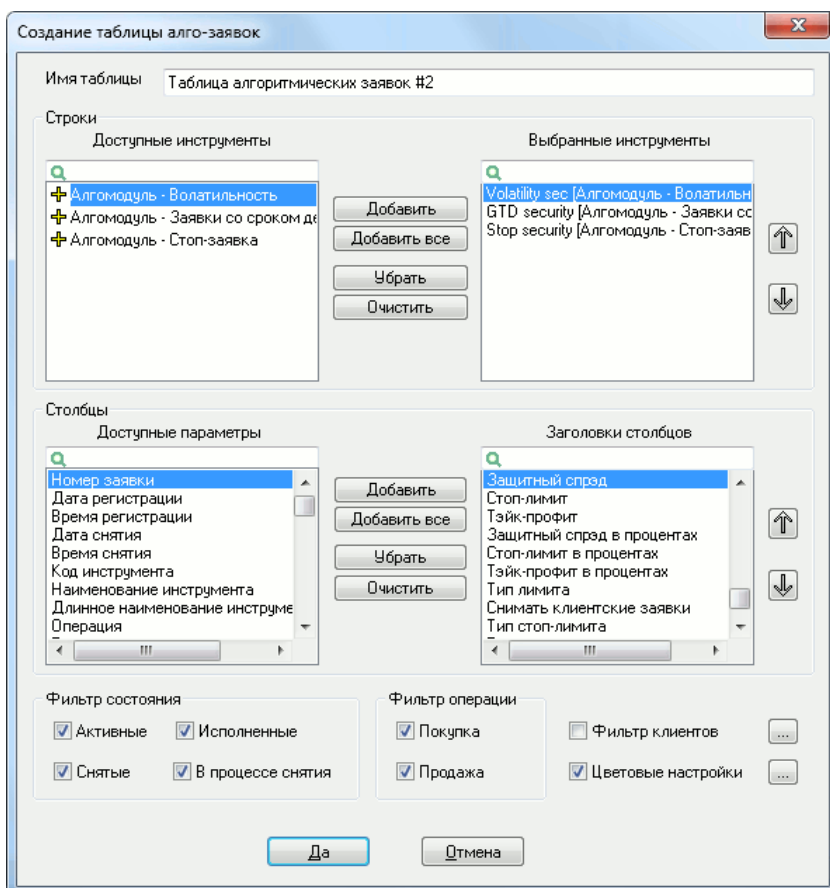 Создание таблицы алго-заявок
Имя таблицы Таблица алгоритмических заявок #2
Строки
Доступные инструменты
Алгомодуль - Волатильность
Алгомодуль - Заявки со сроком де
Алгомодуль - Стоп-заявка
Добавить
Добавить все
Убрать
Очистить
Выбранные инструменты
Volatility sec [Алгомодуль - Волатильн
GTD security [Алгомодуль - Заявки сс
Stop security [Алгомодуль - Стоп-заяв
Столбцы
Доступные параметры
Номер заявки
Дата регистрации
Время регистрации
Дата снятия
Время снятия
Код инструмента
Наименование инструмента
Длинное наименование инструме
Операция
Добавить
Добавить все
Убрать
Очистить
Заголовки столбцов
Защитный спрэд
Стоп-лимит
Тэйк-профит
Защитный спрэд в процентах
Стоп-лимит в процентах
Тэйк-профит в процентах
Тип лимита
Снимать клиентские заявки
Тип стоп-лимита
Фильтр состояния
Активные Исполненные
Снятые В процессе снятия
Фильтр операции
Покупка
Продажа
Фильтр клиентов ...
Цветовые настройки ...
Да Отмена